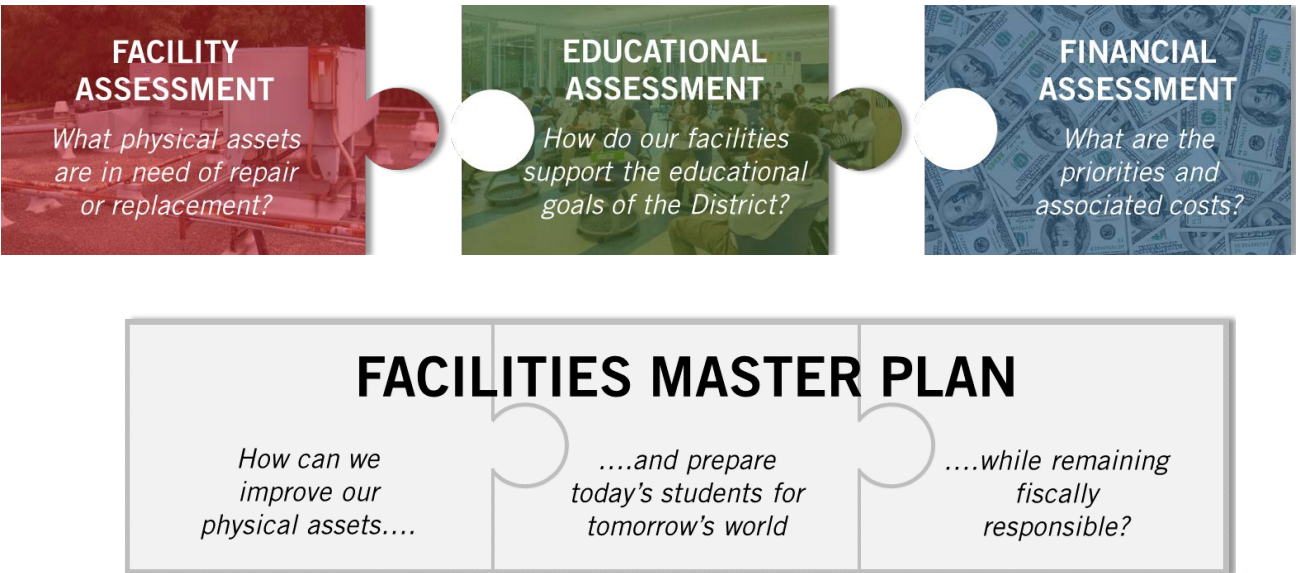 FACILITY
ASSESSMENT
What physical assets
are in need of repair
or replacement?
EDUCATIONAL
ASSESSMENT
How do our facilities
support the educational
goals of the District?
FINANCIAL
ASSESSMENT
What are the
priorities and
associated costs?
FACILITIES MASTER PLAN
How can we
improve our
physical assets....
....and prepare
today’s students for
tomorrow’s world
....while remaining
fiscally
responsible?